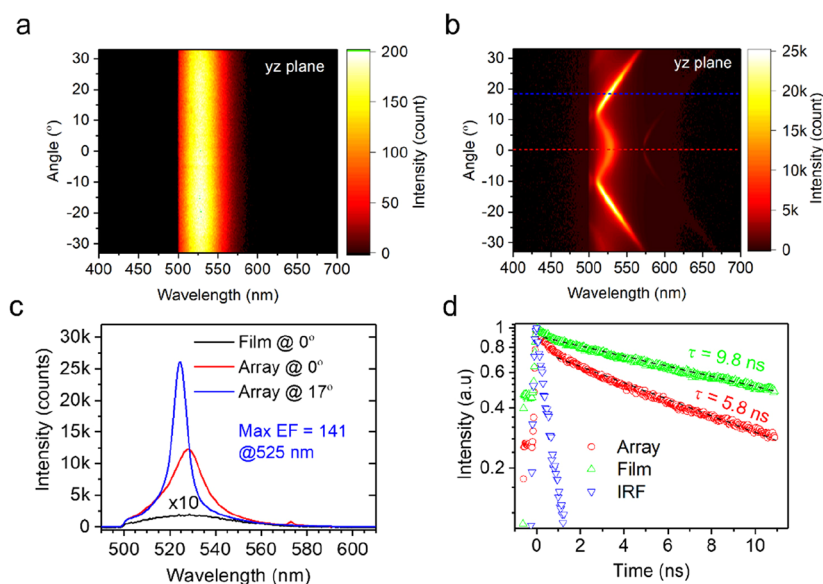 a
yz plane
Angle (°)
30
20
10
0
-10
-20
-30
400 450 500 550 600 650 700
Wavelength (nm)
200
150
100
50
0
Intensity (count)
b
yz plane
Angle (°)
30
20
10
0
-10
-20
-30
400 450 500 550 600 650 700
Wavelength (nm)
25k
20k
15k
10k
5k
0
Intensity (count)
c
Intensity (counts)
30k
25k
20k
15k
10k
5k
0
Film @ 0°
Array @ 0°
Array @ 17°
Max EF = 141
@525 nm
x10
500 520 540 560 580 600
Wavelength (nm)
d
Intensity (a.u)
1
0.8
0.6
0.4
0.2
τ = 9.8 ns
τ = 5.8 ns
Array
Film
IRF
0 2 4 6 8 10
Time (ns)